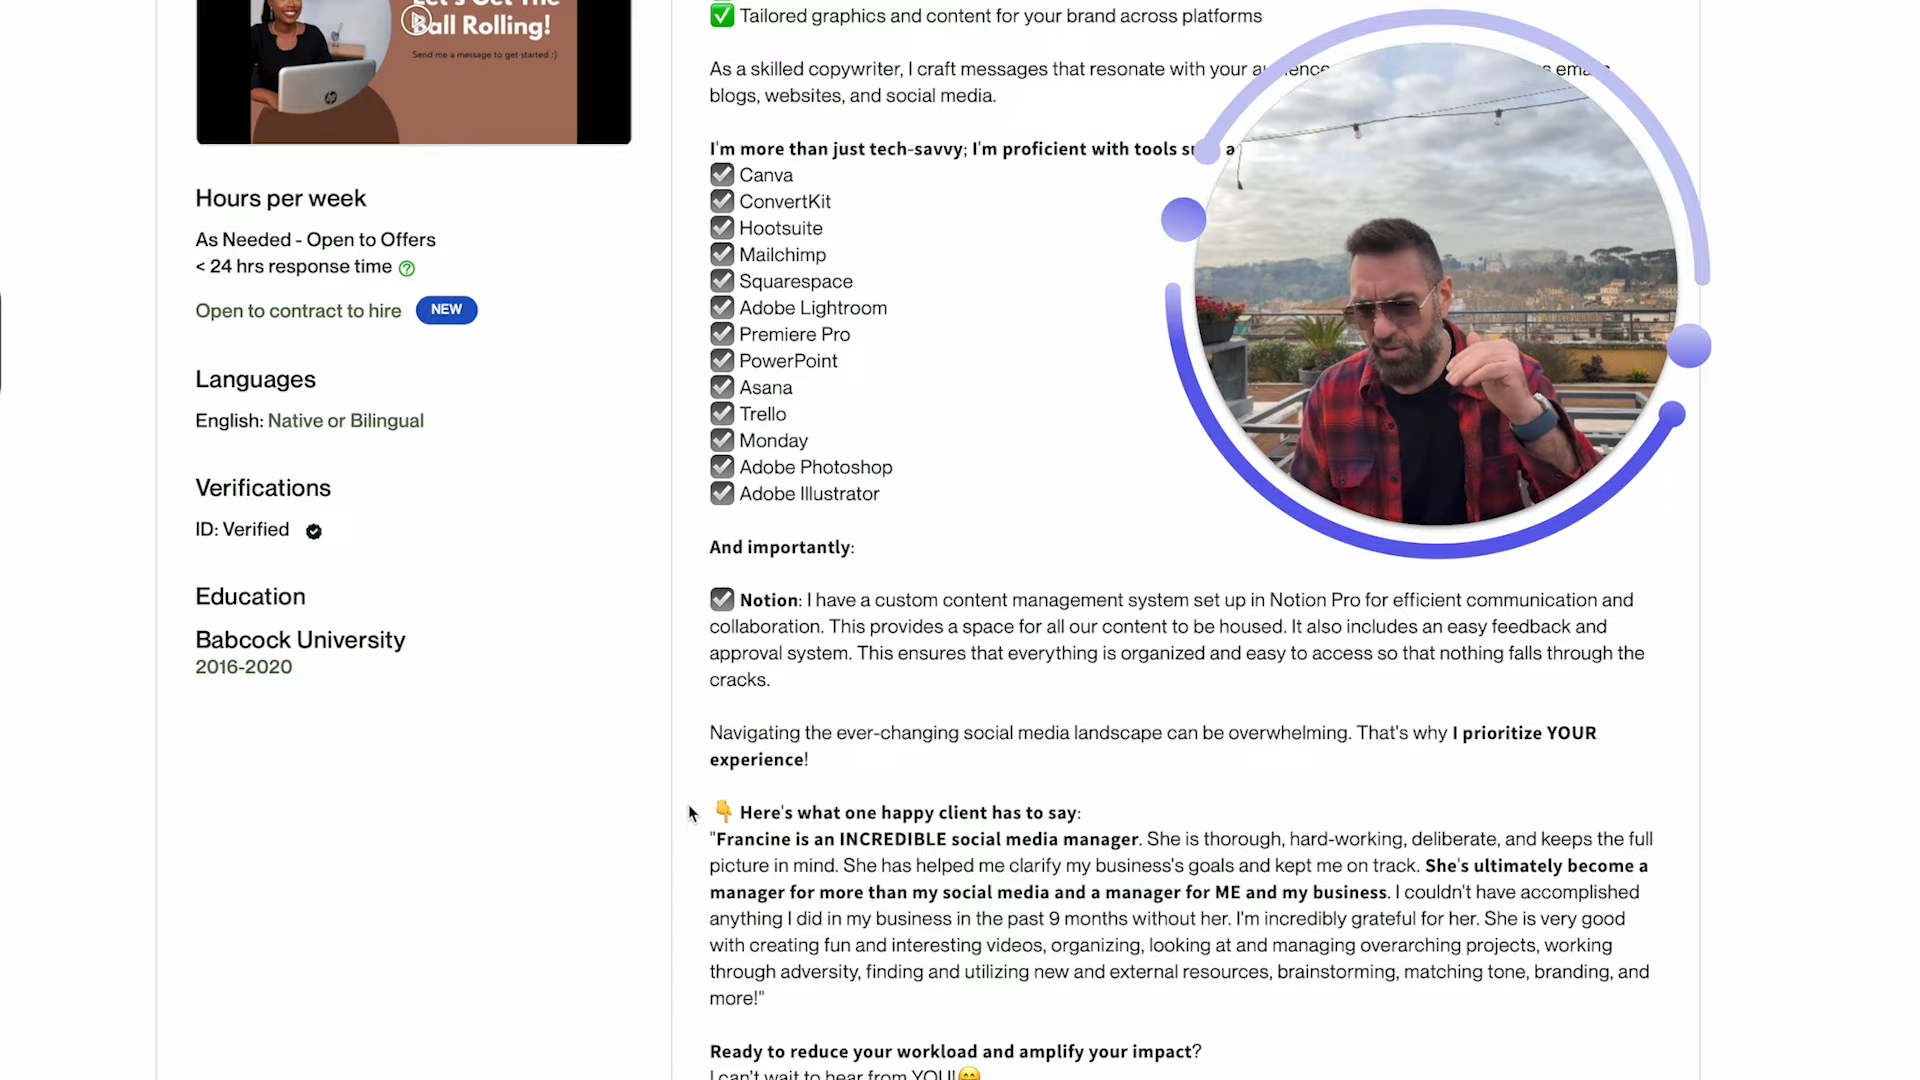 Let's Get The
Ball Rolling!
Send me a message to get started :)
hp
Hours per week
As Needed - Open to Offers
< 24 hrs response time
Open to contract to hire NEW
Languages
English: Native or Bilingual
Verifications
ID: Verified
Education
Babcock University
2016-2020
✅ Tailored graphics and content for your brand across platforms
As a skilled copywriter, I craft messages that resonate with your
blogs, websites, and social media.
I'm more than just tech-savvy; I'm proficient with tools
☑ Canva
☑ ConvertKit
☑ Hootsuite
☑ Mailchimp
☑ Squarespace
☑ Adobe Lightroom
☑ Premiere Pro
☑ PowerPoint
☑ Asana
☑ Trello
☑ Monday
☑ Adobe Photoshop
☑ Adobe Illustrator
And importantly:
☑ Notion: I have a custom content management system set up in Notion Pro for efficient communication and
collaboration. This provides a space for all our content to be housed. It also includes an easy feedback and
approval system. This ensures that everything is organized and easy to access so that nothing falls through the
cracks.
Navigating the ever-changing social media landscape can be overwhelming. That's why I prioritize YOUR
experience!
👇 Here's what one happy client has to say:
"Francine is an INCREDIBLE social media manager. She is thorough, hard-working, deliberate, and keeps the full
picture in mind. She has helped me clarify my business's goals and kept me on track. She's ultimately become a
manager for more than my social media and a manager for ME and my business. I couldn't have accomplished
anything I did in my business in the past 9 months without her. I'm incredibly grateful for her. She is very good
with creating fun and interesting videos, organizing, looking at and managing overarching projects, working
through adversity, finding and utilizing new and external resources, brainstorming, matching tone, branding, and
more!"
Ready to reduce your workload and amplify your impact?
I can't wait to hear from YOU!😊